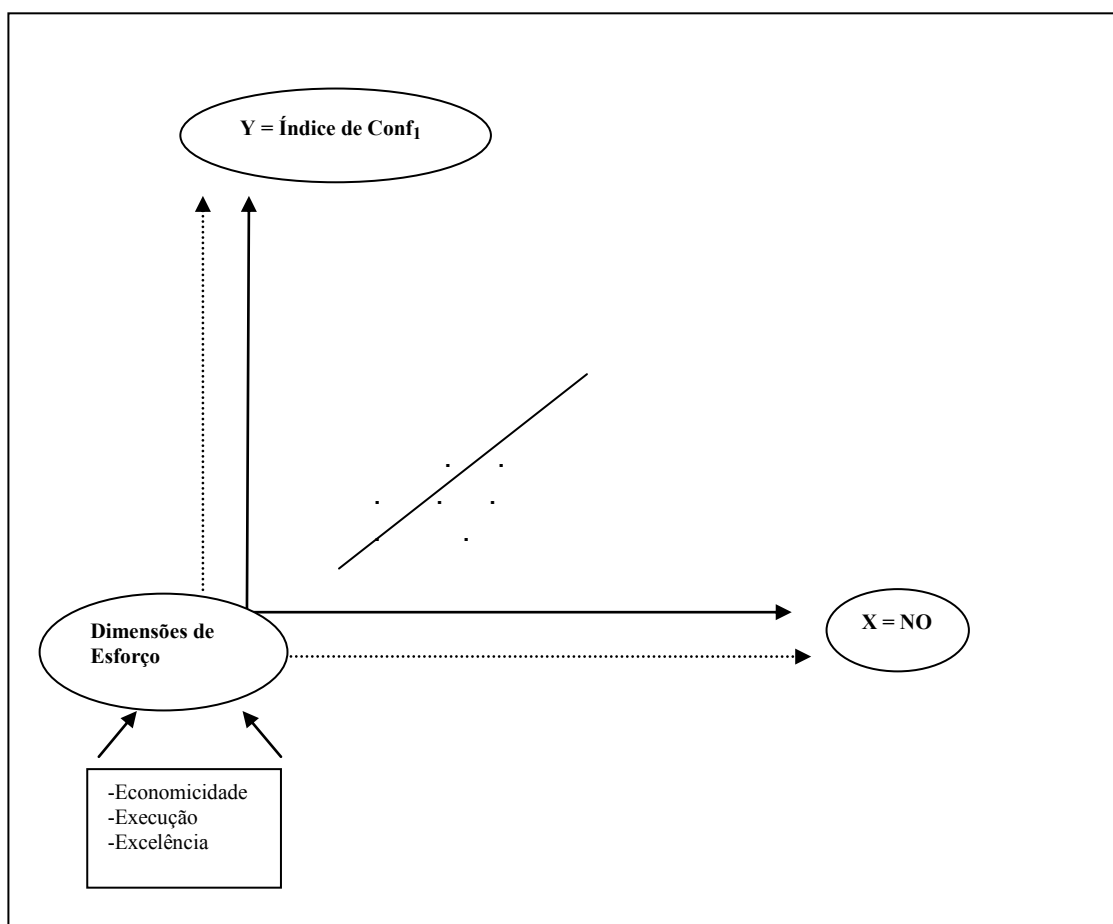 Y = Índice de Conf1
Dimensões de
Esforço
X = NO
-Economicidade
-Execução
-Excelência